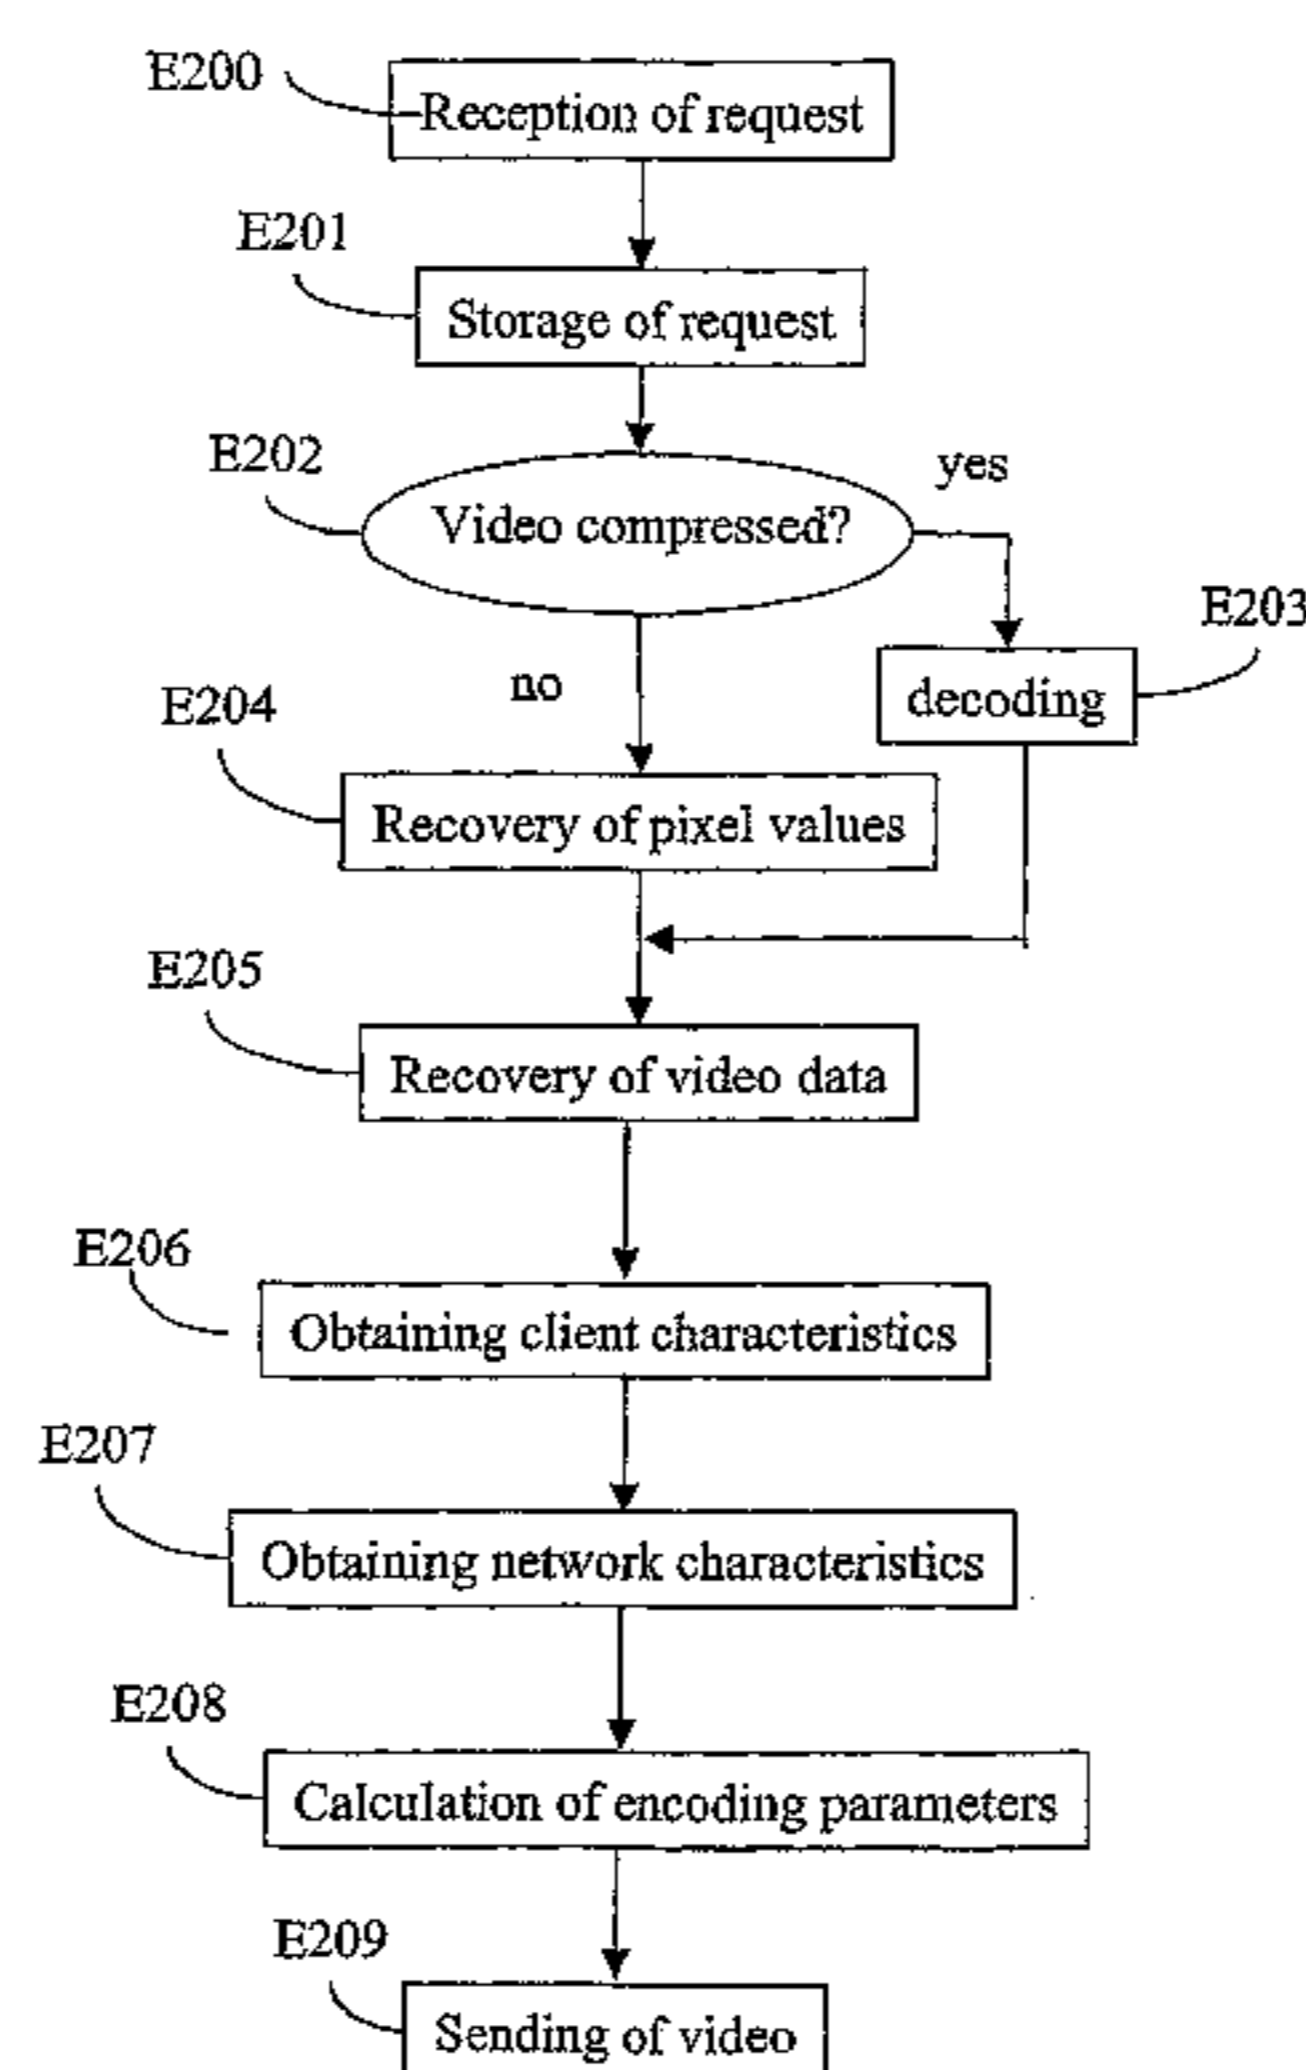 E200
Reception of request
E201
Storage of request
E202
Video compressed?
yes
E203
decoding
no
E204
Recovery of pixel values
E205
Recovery of video data
E206
Obtaining client characteristics
E207
Obtaining network characteristics
E208
Calculation of encoding parameters
E209
Sending of video